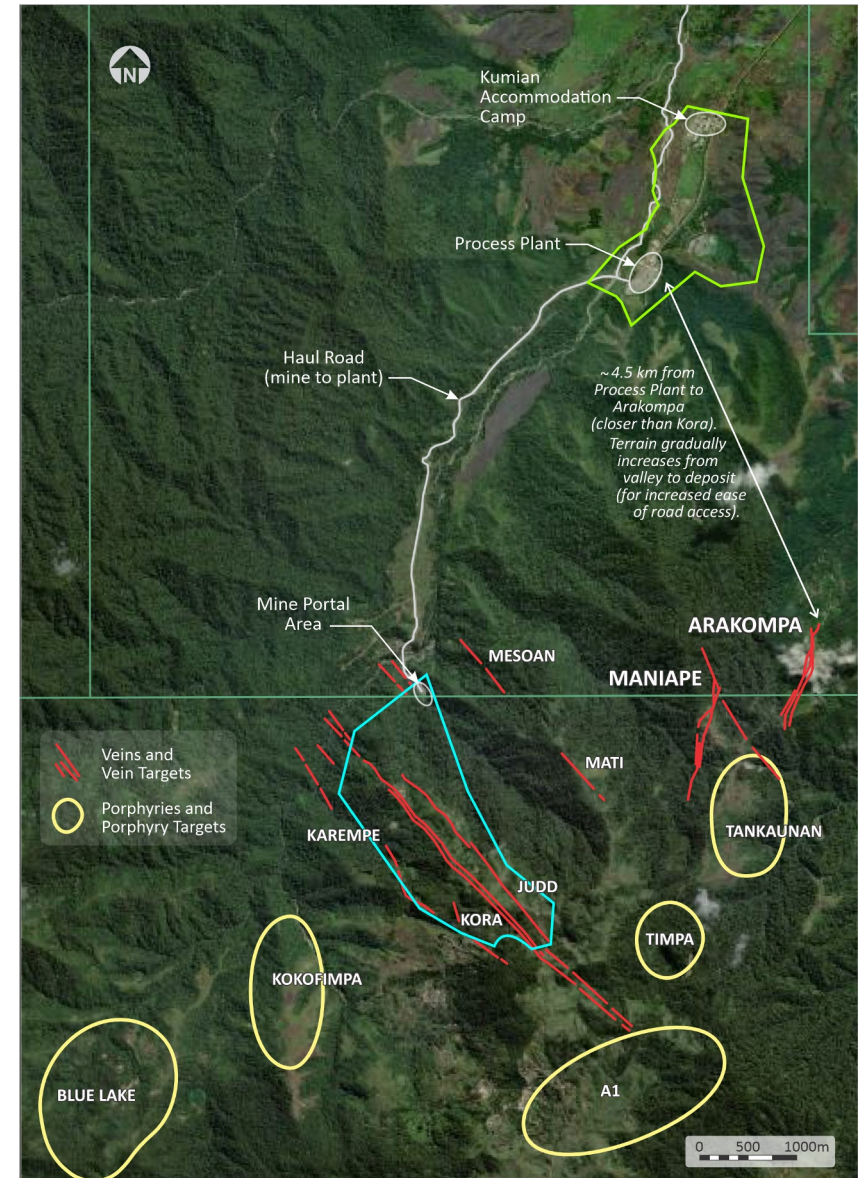 N
Kumian
Accommodation
Camp
Process Plant
Haul Road
(mine to plant)
~4.5 km from
Process Plant to
Arakompa
(closer than Kora).
Terrain gradually
increases from
valley to deposit
(for increased ease
of road access).
Mine Portal
Area
ARAKOMPA
MESOAN
MANIAPE
Veins and
Vein Targets
Porphyries and
Porphyry Targets
MATI
KAREMPE
TANKAUNAN
JUDD
KORA
TIMPA
KOKOFIMPA
BLUE LAKE
A1
0 500 1000m